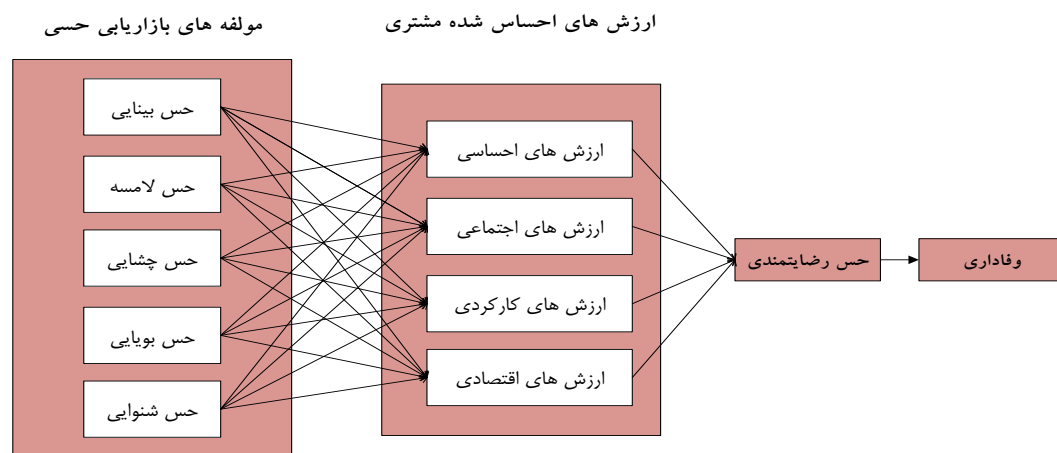 ارزش های احساس شده مشتری
مولفه های بازاریابی حسی
حس بینایی
حس لامسه
حس چشایی
حس بویایی
حس شنوایی
ارزش های احساسی
ارزش های اجتماعی
ارزش های کارکردی
ارزش های اقتصادی
حس رضایتمندی
وفاداری